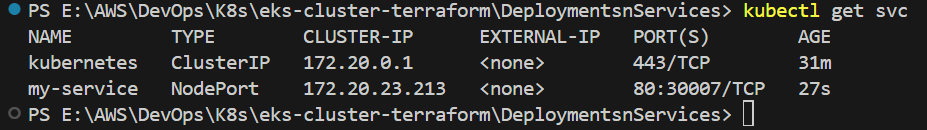 PS E:\AWS\DevOps\K8s\eks-cluster-terraform\DeploymentsnServices> kubectl get svc
NAME TYPE CLUSTER-IP EXTERNAL-IP PORT(S) AGE
kubernetes ClusterIP 172.20.0.1 <none> 443/TCP 31m
my-service NodePort 172.20.23.213 <none> 80:30007/TCP 27s
PS E:\AWS\DevOps\K8s\eks-cluster-terraform\DeploymentsnServices>